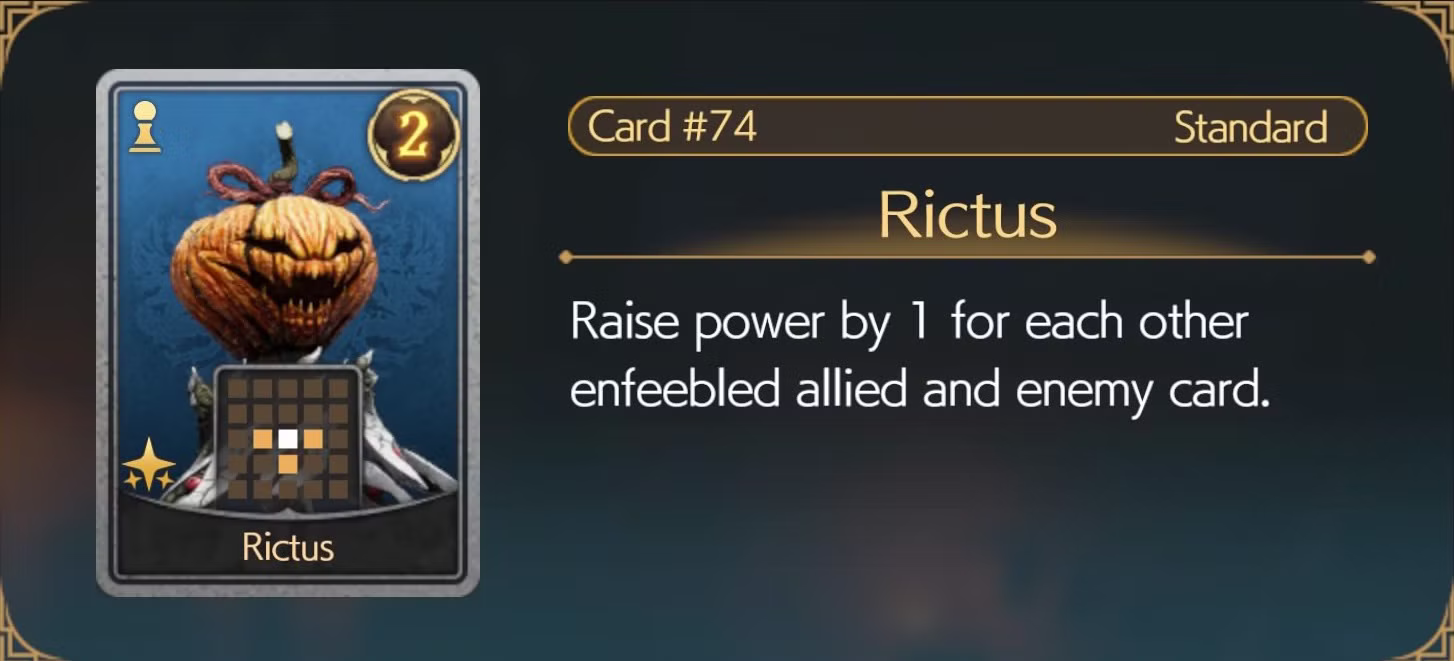 2
Rictus
Card #74
Standard
Rictus
Raise power by 1 for each other
enfeebled allied and enemy card.